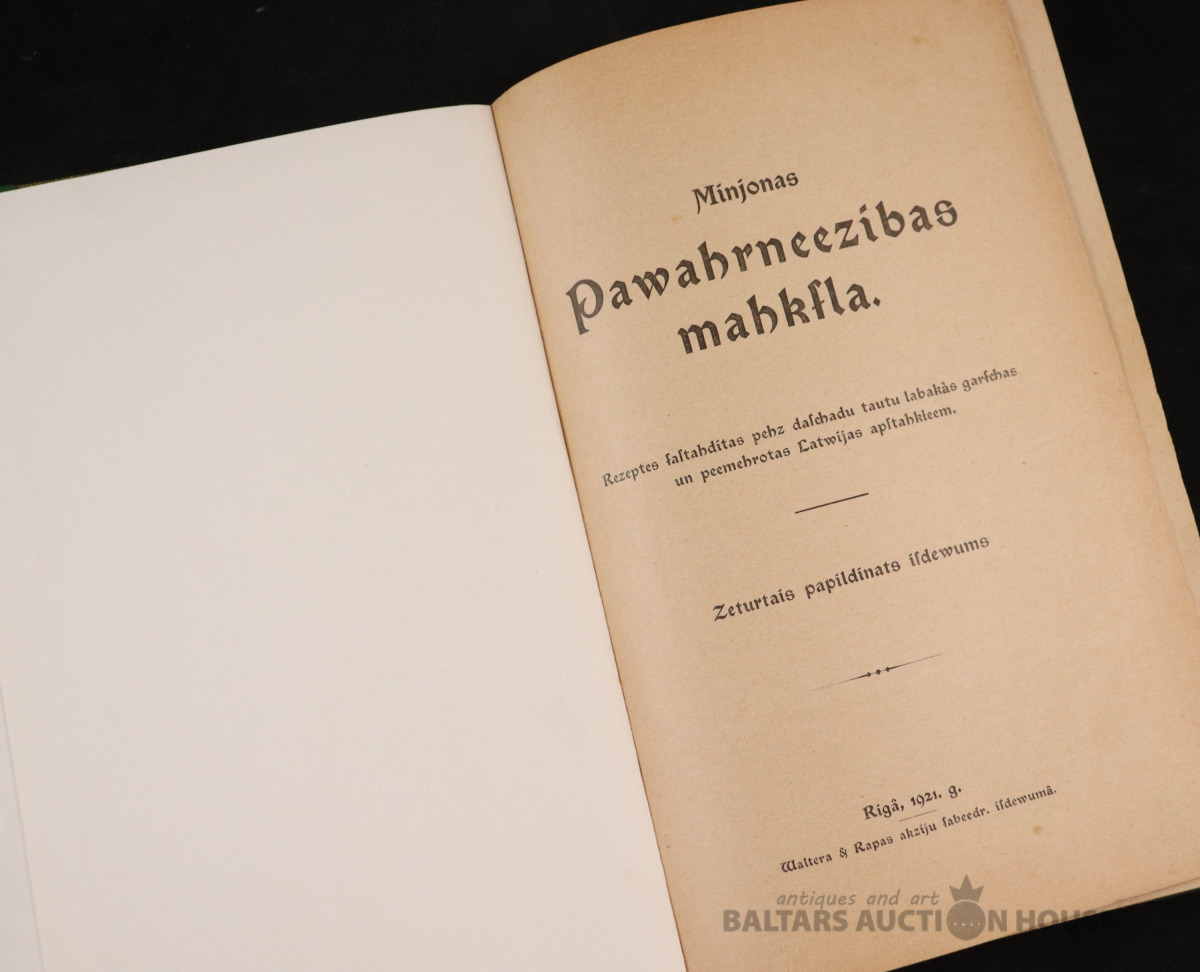 Minjonas
Pawahrneezibas
mahkſla.
Rezeptes ſaſtahditas pehz daſchadu tautu labakàs garſchas
un peemehrotas Latwijas apſtahkleem.
Zeturtais papildinats iſdewums
Rigâ, 1921. g.
Waltera & Rapas akziju ſabeedr. iſdewumâ.
antiques and art
BALTARS AUCTION HOUSE